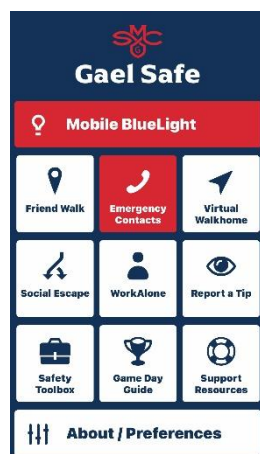 SMC
Gael Safe
Mobile BlueLight
Friend Walk
Emergency
Contacts
Virtual
Walkhome
Social Escape
WorkAlone
Report a Tip
Safety
Toolbox
Game Day
Guide
Support
Resources
About / Preferences